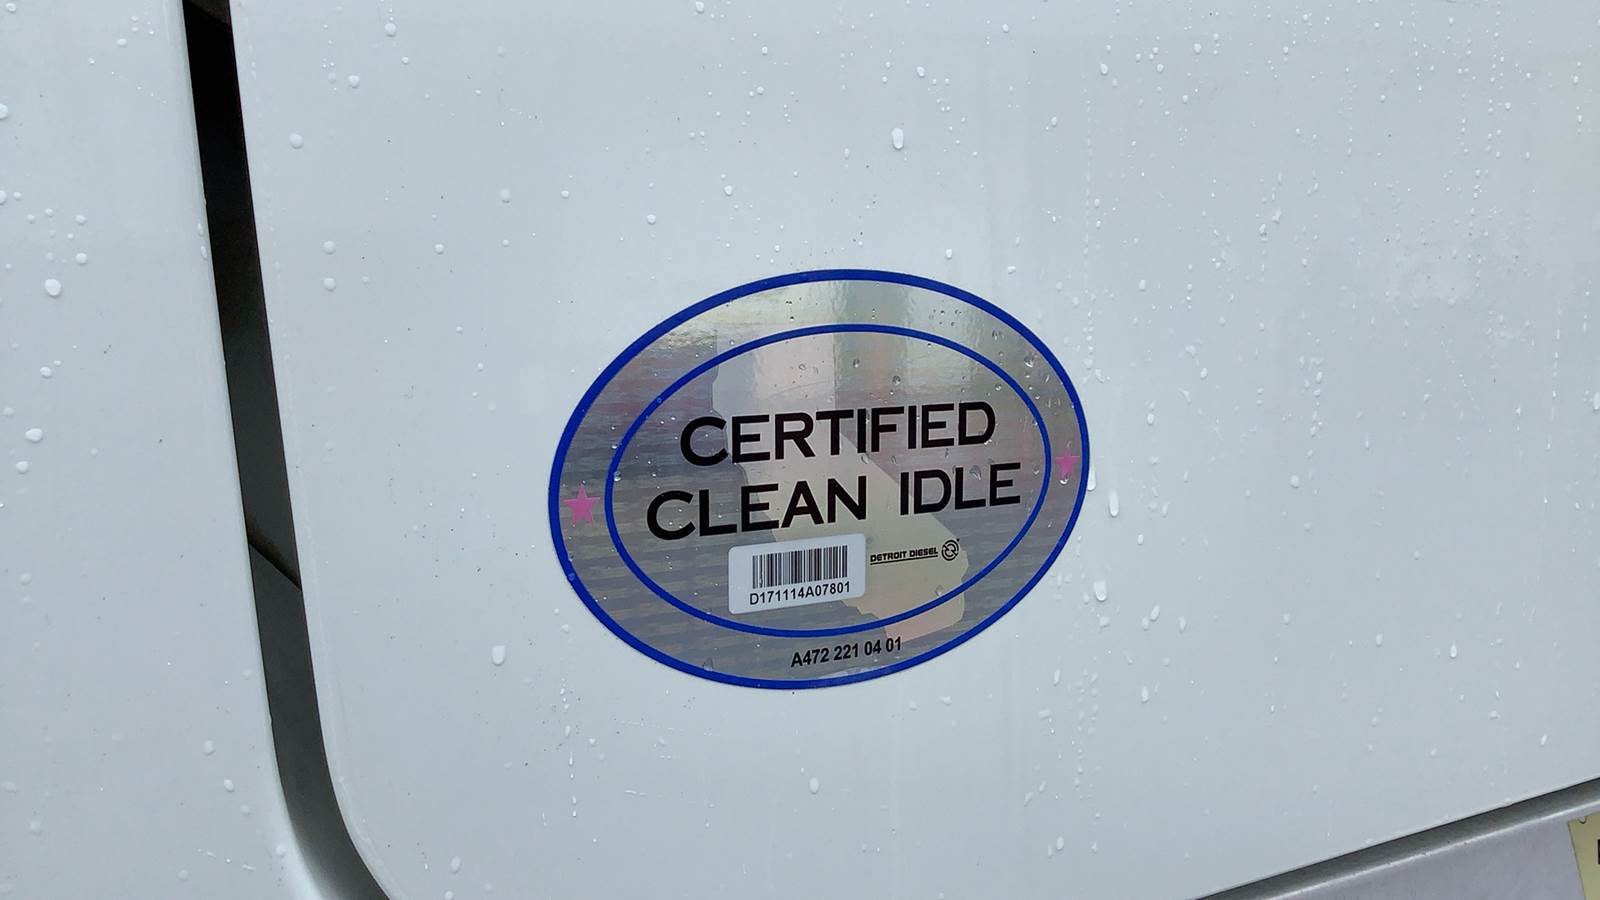 CERTIFIED
CLEAN IDLE
DETROIT DIESEL
D171114A07801
A472 221 04 01